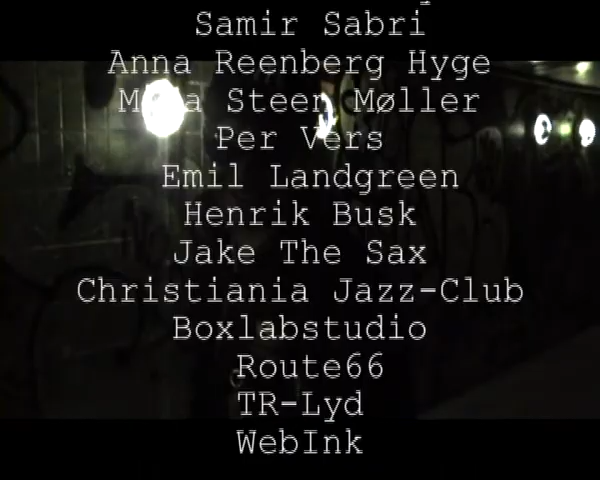 Samir Sabri
Anna Reenberg Hyge
Steen Møller
Per Vers
Emil Landgreen
Henrik Busk
Jake The Sax
Christiania Jazz-Club
Boxlabstudio
Route66
TR-Lyd
WebInk